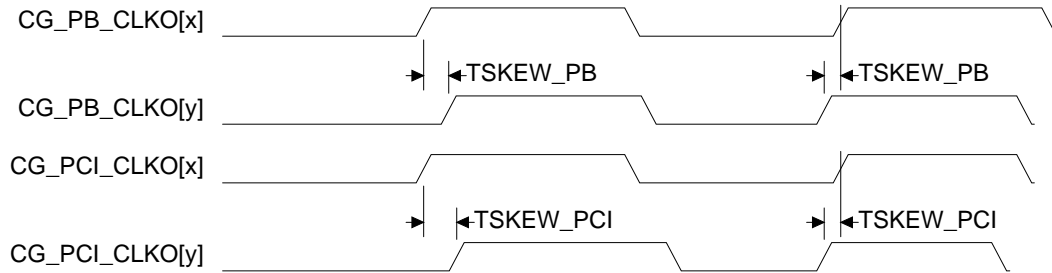 CG_PB_CLKO[x]
TSKEW_PB TSKEW_PB
CG_PB_CLKO[y]
CG_PCI_CLKO[x]
TSKEW_PCI TSKEW_PCI
CG_PCI_CLKO[y]